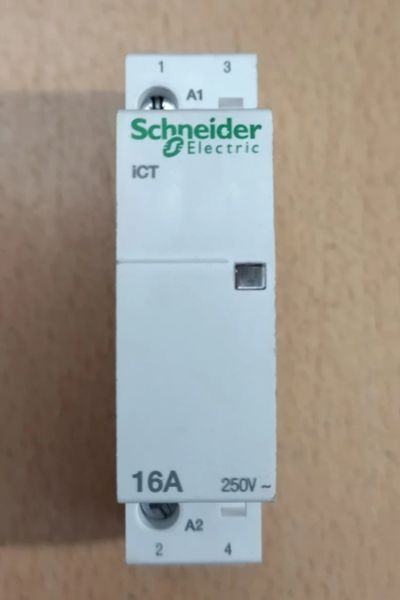 1 3
A1
Schneider
Electric
iCT
16A 250V ~
A2
2 4